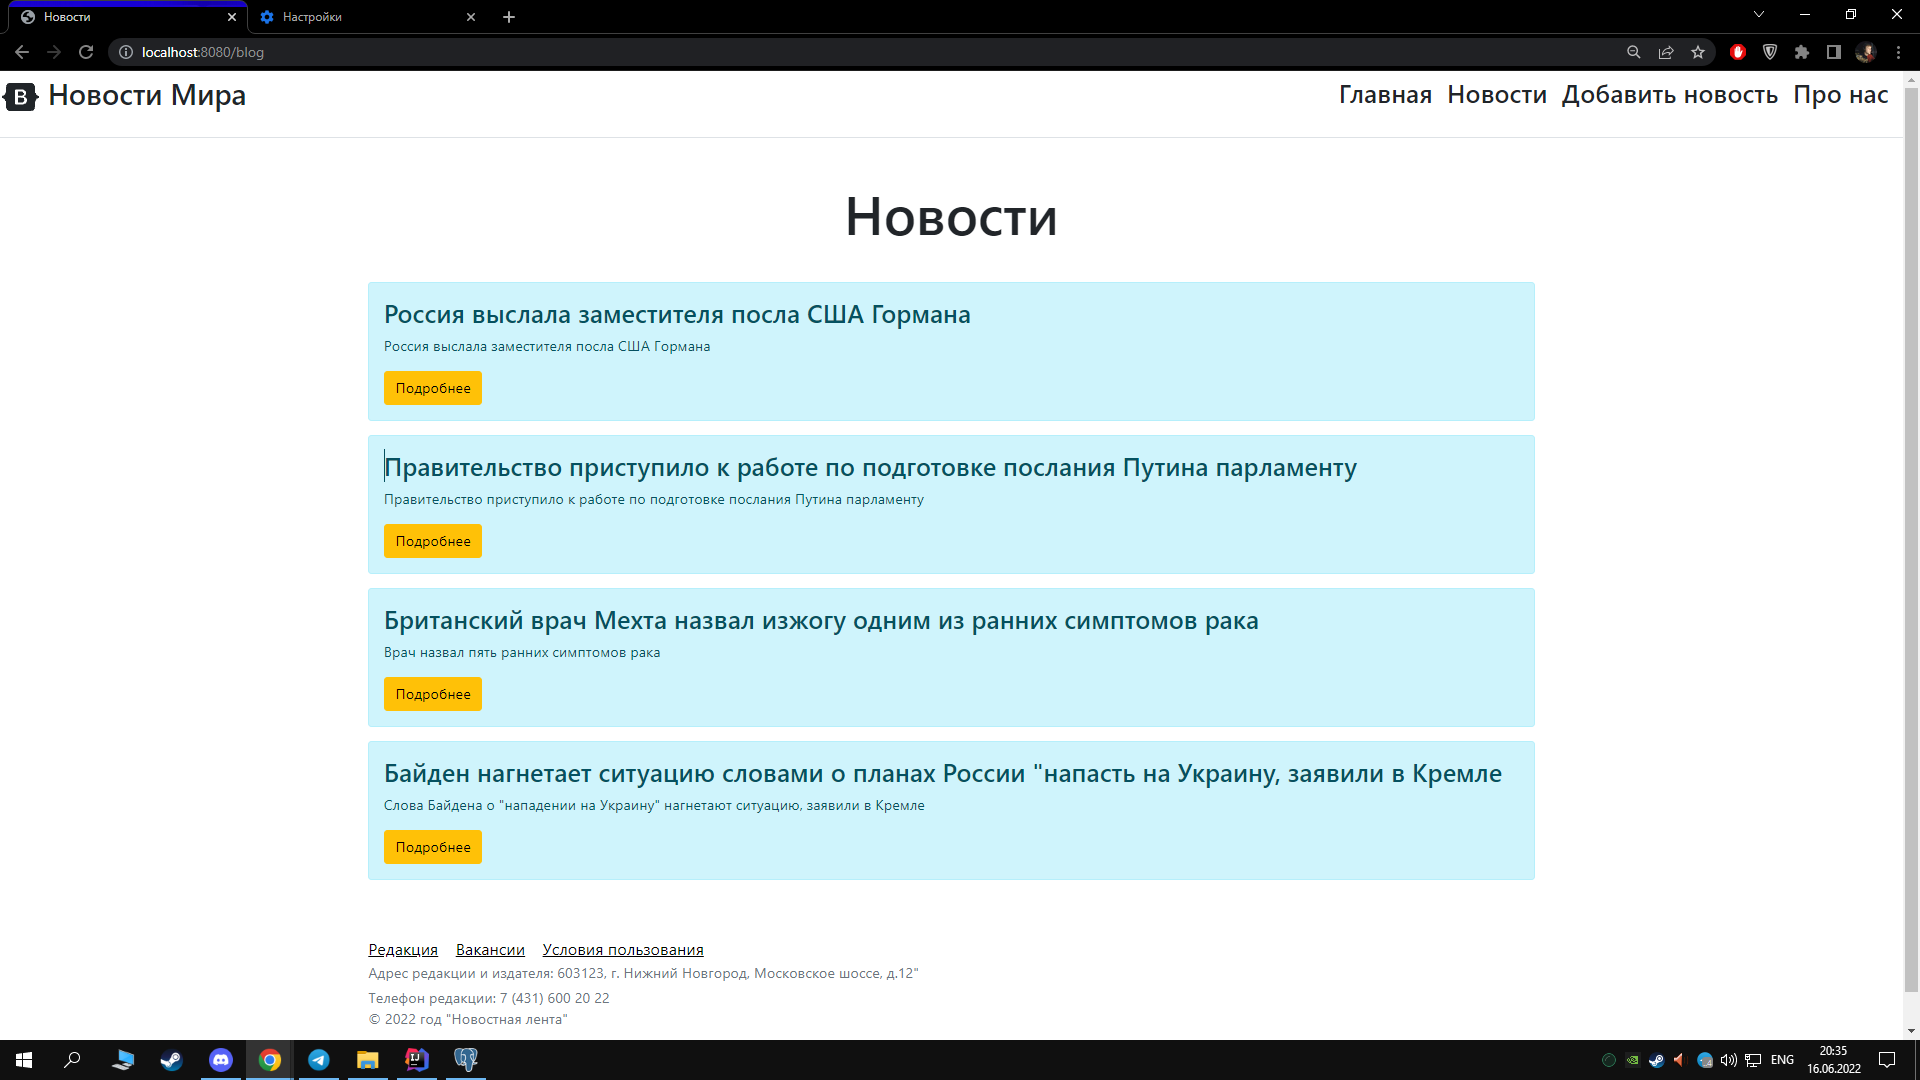 Новости
Настройки
localhost:8080/blog
B Новости Мира
Главная Новости Добавить новость Про нас
Новости
Россия выслала заместителя посла США Гормана
Россия выслала заместителя посла США Гормана
Подробнее
Правительство приступило к работе по подготовке послания Путина парламенту
Правительство приступило к работе по подготовке послания Путина парламенту
Подробнее
Британский врач Мехта назвал изжогу одним из ранних симптомов рака
Врач назвал пять ранних симптомов рака
Подробнее
Байден нагнетает ситуацию словами о планах России "напасть на Украину, заявили в Кремле
Слова Байдена о "нападении на Украину" нагнетают ситуацию, заявили в Кремле
Подробнее
Редакция Вакансии Условия пользования
Адрес редакции и издателя: 603123, г. Нижний Новгород, Московское шоссе, д.12"
Телефон редакции: 7 (431) 600 20 22
© 2022 год "Новостная лента"
ENG
20:35
16.06.2022